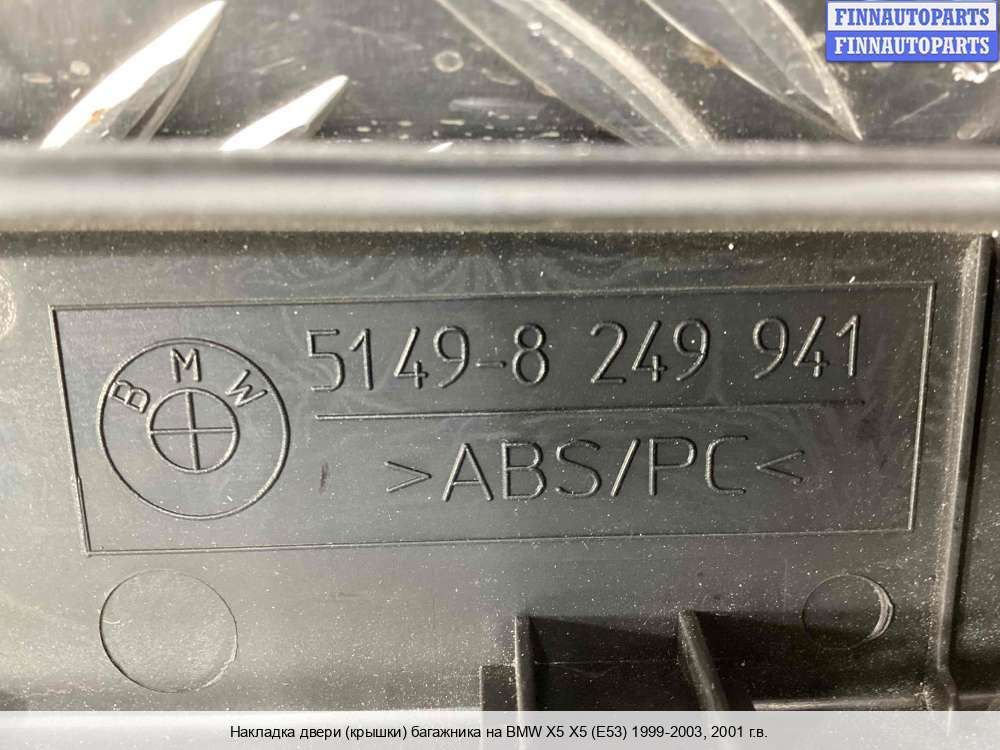 FINNAUTOPARTS
FINNAUTOPARTS
BMW
5149-8 249 941
>ABS/PC<
Накладка двери (крышки) багажника на BMW X5 X5 (E53) 1999-2003, 2001 г.в.